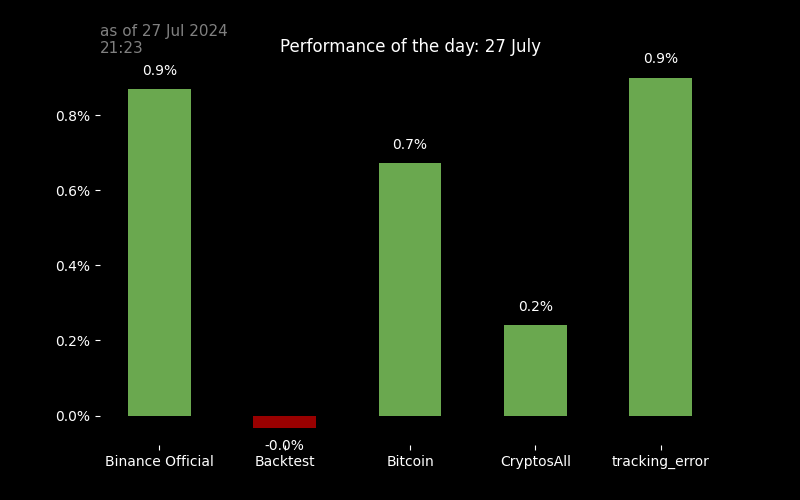 as of 27 Jul 2024
21:23
Performance of the day: 27 July
0.9%
0.9%
0.7%
0.2%
-0.0%
0.8%
0.6%
0.4%
0.2%
0.0%
Binance Official
Backtest
Bitcoin
CryptosAll
tracking_error